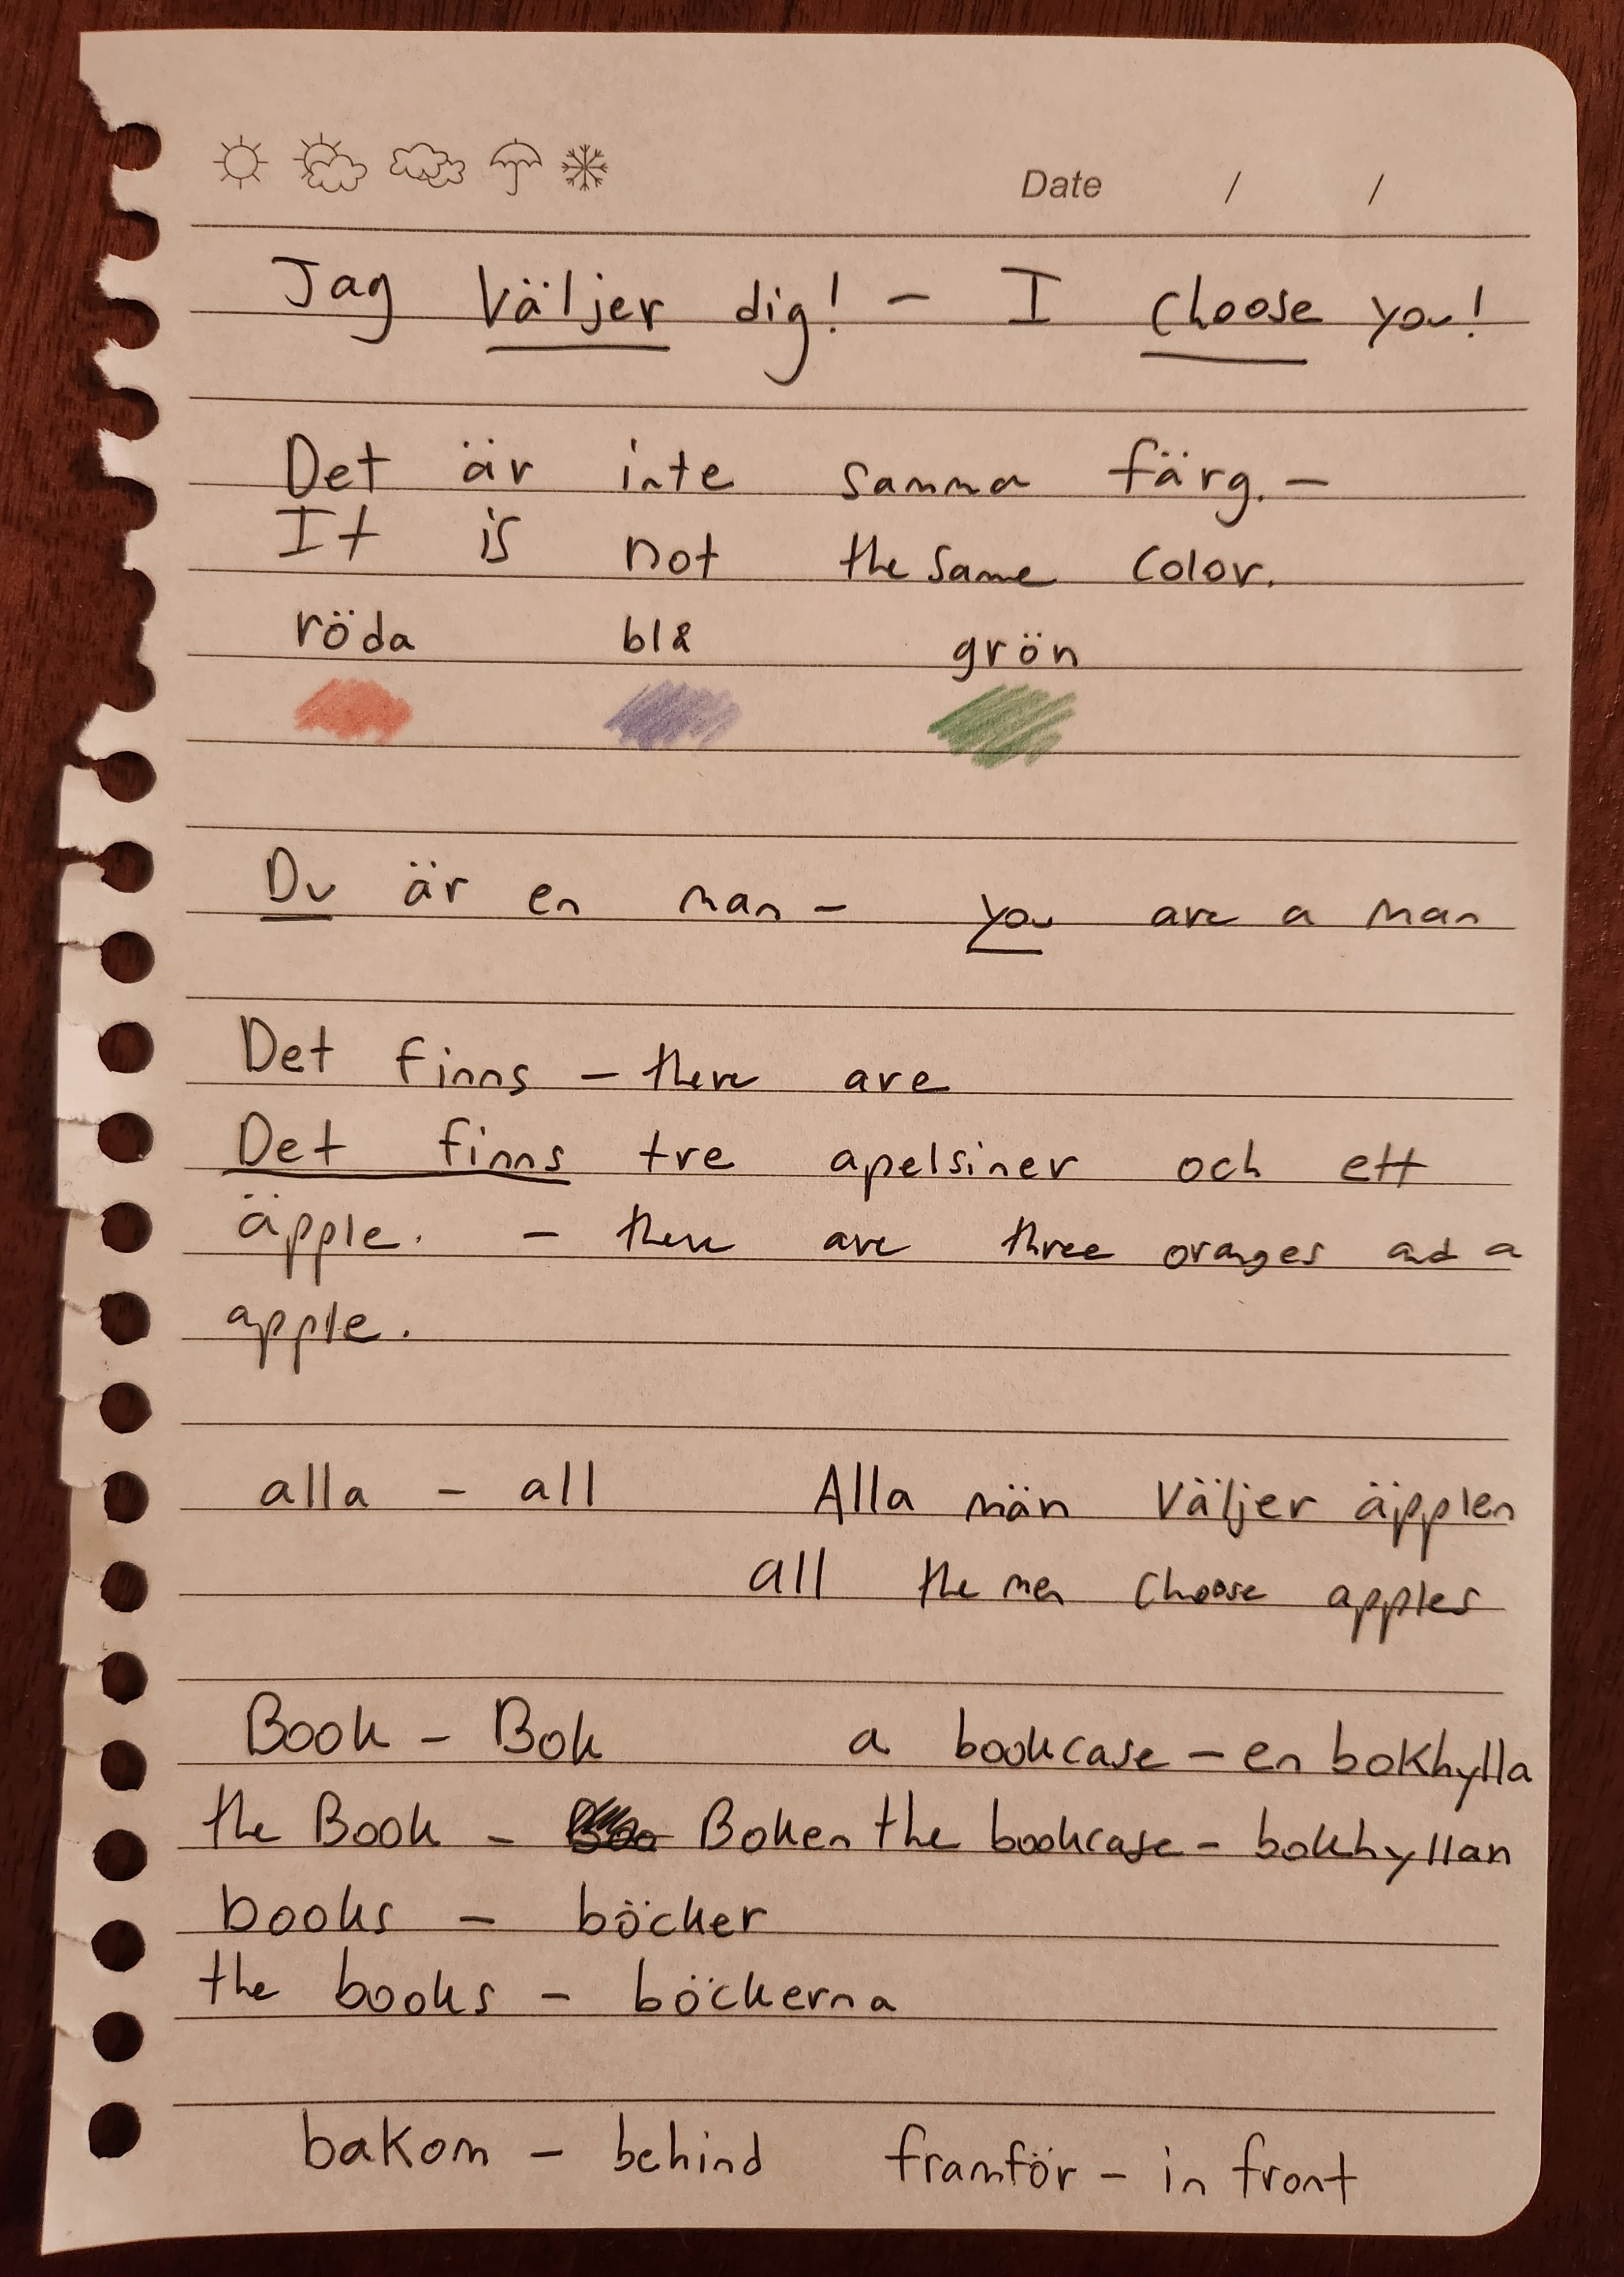 Date / /
Jag väljer dig! – I choose you!
Det är inte samma färg. –
It is not the same color.
röda blå grön
Du är en man – you are a man
Det finns – there are
Det finns tre apelsiner och ett
äpple. – there are three oranges and a
apple.
alla – all Alla män väljer äpplen
all the men choose apples
Book – Bok a bookcase – en bokhylla
the Book – Boken the bookcase – bokhyllan
books – böcker
the books – böckerna
bakom – behind framför – in front